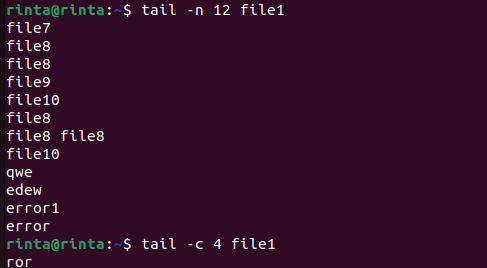 rinta@rinta:~$ tail -n 12 file1
file7
file8
file8
file9
file10
file8
file8 file8
file10
qwe
edew
error1
error
rinta@rinta:~$ tail -c 4 file1
ror